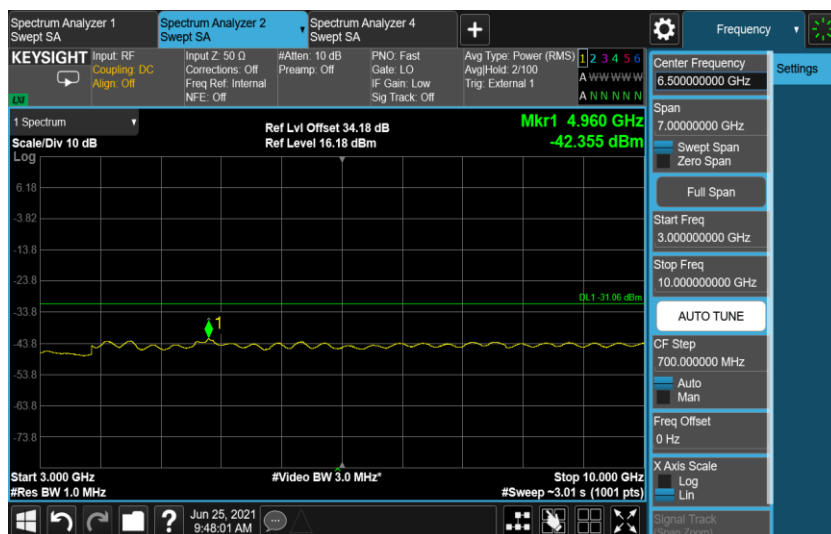 Spectrum Analyzer 1
Swept SA
Spectrum Analyzer 2
Swept SA
Spectrum Analyzer 4
Swept SA
+
Frequency
KEYSIGHT
LXI
Input: RF
Coupling: DC
Align: Off
Input Z: 50 Ω
Corrections: Off
Freq Ref: Internal
NFE: Off
#Atten: 10 dB
Preamp: Off
PNO: Fast
Gate: LO
IF Gain: Low
Sig Track: Off
Avg Type: Power (RMS)
Avg|Hold: 2/100
Trig: External 1
1 2 3 4 5 6
A W W W W W
A N N N N N
1 Spectrum
Scale/Div 10 dB
Ref Lvl Offset 34.18 dB
Ref Level 16.18 dBm
Mkr1 4.960 GHz
-42.355 dBm
Log
6.18
-3.82
-13.8
-23.8
-33.8
-43.8
-53.8
-63.8
-73.8
DL1 -31.06 dBm
1
Start 3.000 GHz
#Res BW 1.0 MHz
#Video BW 3.0 MHz*
Stop 10.000 GHz
#Sweep ~3.01 s (1001 pts)
Center Frequency
6.500000000 GHz
Settings
Span
7.00000000 GHz
Swept Span
Zero Span
Full Span
Start Freq
3.000000000 GHz
Stop Freq
10.000000000 GHz
AUTO TUNE
CF Step
700.000000 MHz
Auto
Man
Freq Offset
0 Hz
X Axis Scale
Log
Lin
Signal Track
(Span Zoom)
?
Jun 25, 2021
9:48:01 AM